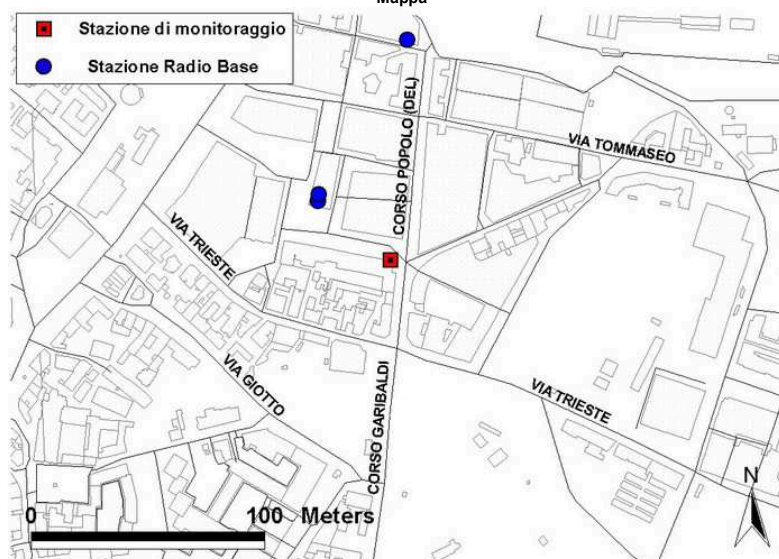 Mappa
Stazione di monitoraggio
Stazione Radio Base
CORSO POPOLO (DEL)
VIA TOMMASEO
VIA TRIESTE
VIA GIOTTO
CORSO GARIBALDI
VIA TRIESTE
N
0 100 Meters